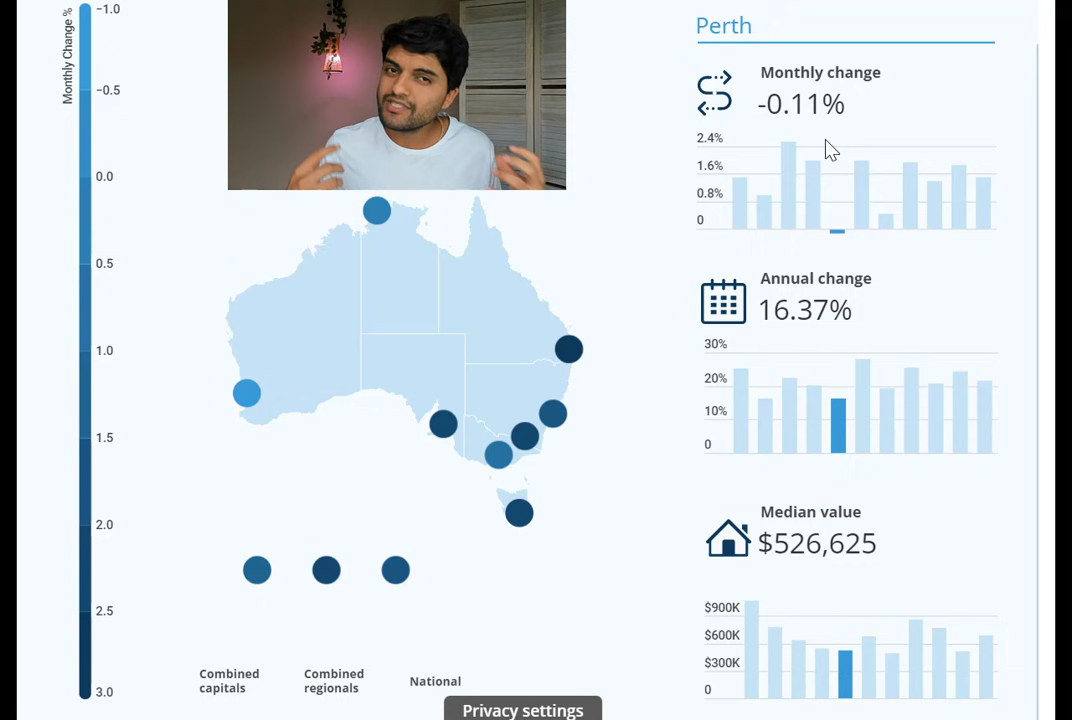 Monthly Change %
−1.0
−0.5
0.0
0.5
1.0
1.5
2.0
2.5
3.0
Combined
capitals
Combined
regionals
National
Privacy settings
Perth
Monthly change
-0.11%
2.4%
1.6%
0.8%
0
Annual change
16.37%
30%
20%
10%
0
Median value
$526,625
$900K
$600K
$300K
0